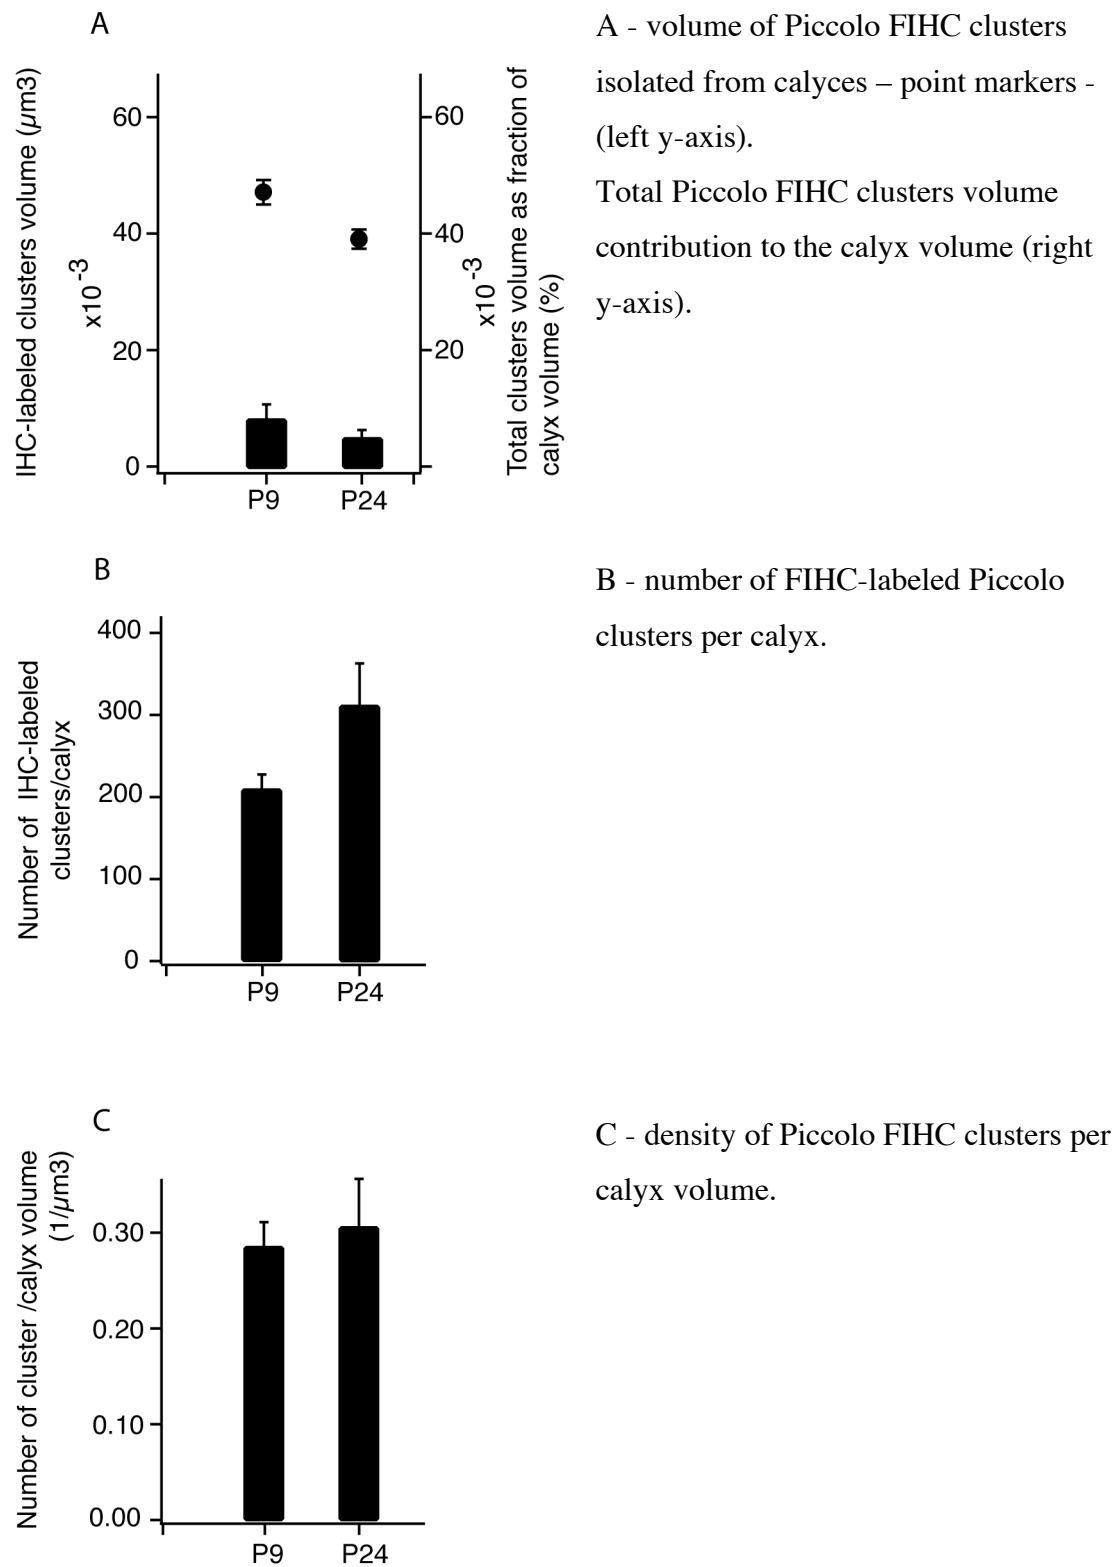 A
IHC-labeled clusters volume (µm3)
x10-3
60
40
20
0
60
40
20
x10-3
Total clusters volume as fraction of
calyx volume (%)
P9
P24
A - volume of Piccolo FIHC clusters
isolated from calyces – point markers -
(left y-axis).
Total Piccolo FIHC clusters volume
contribution to the calyx volume (right
y-axis).
B
Number of IHC-labeled
clusters/calyx
400
300
200
100
0
P9
P24
B - number of FIHC-labeled Piccolo
clusters per calyx.
C
Number of cluster /calyx volume
(1/µm3)
0.30
0.20
0.10
0.00
P9
P24
C - density of Piccolo FIHC clusters per
calyx volume.